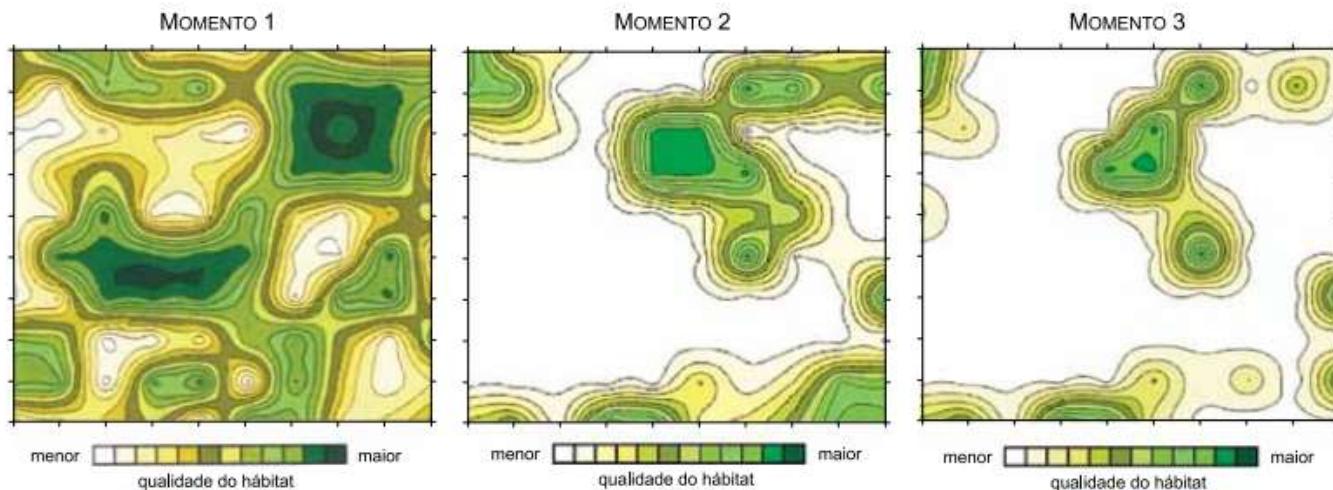 MOMENTO 1
MOMENTO 2
MOMENTO 3
menor maior
qualidade do hábitat
menor maior
qualidade do hábitat
menor maior
qualidade do hábitat